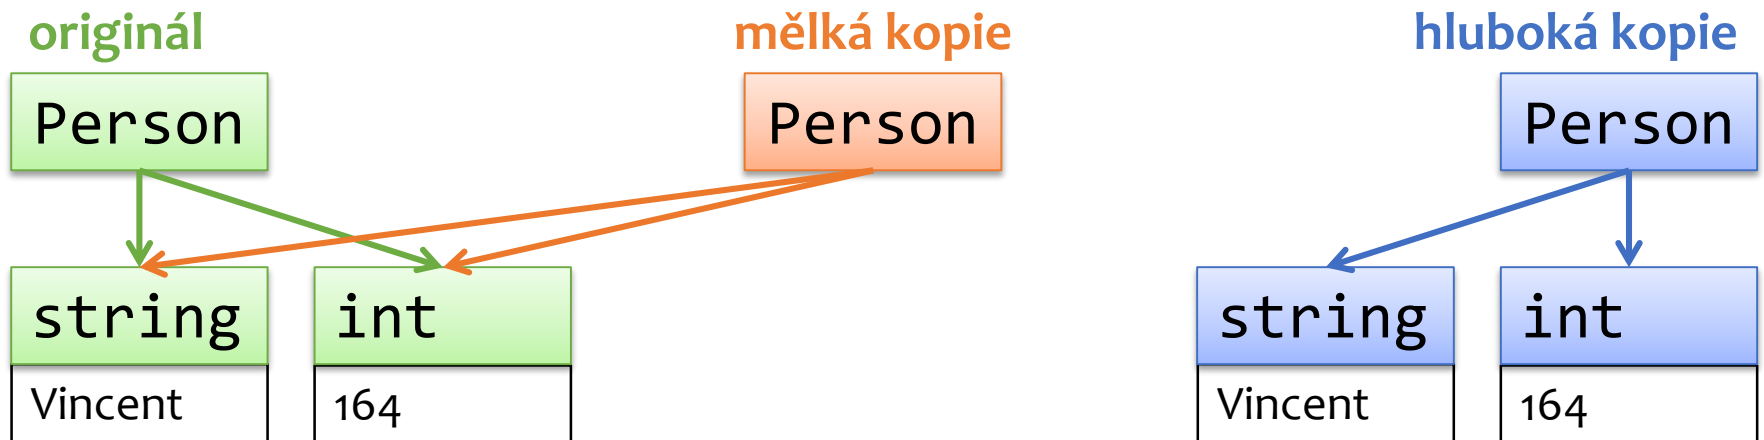 originál mělká kopie hluboká kopie
Person Person Person
string int string int
Vincent 164 Vincent 164